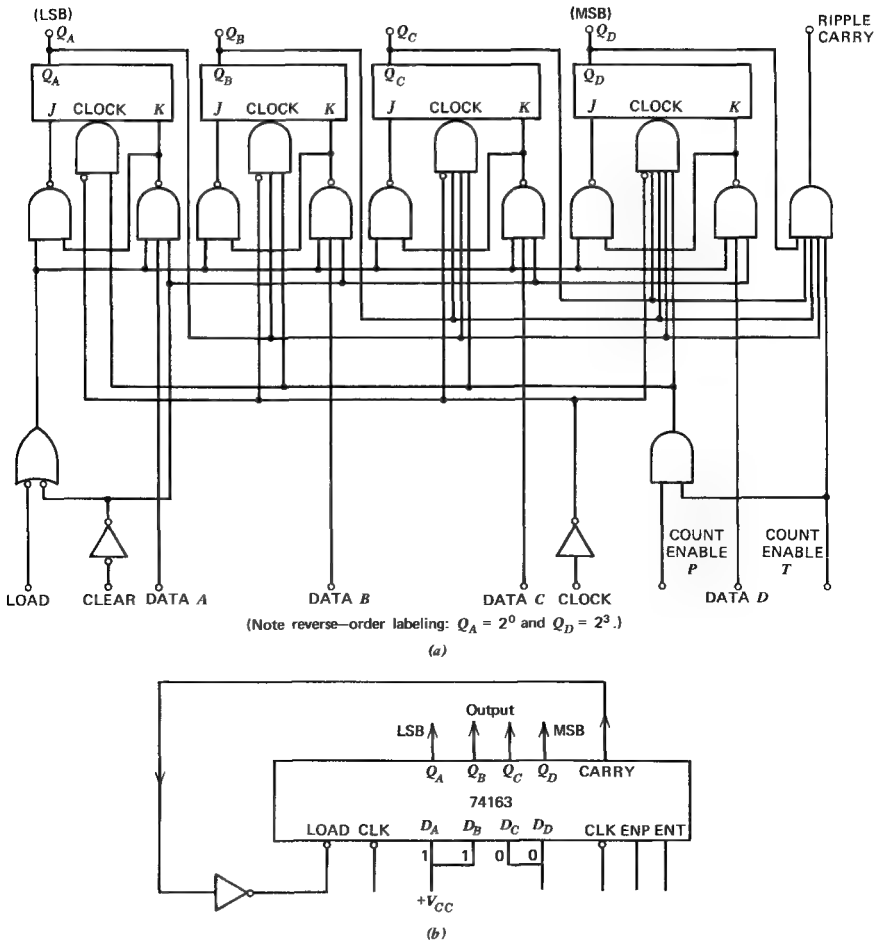 (LSB) (MSB) RIPPLE
Q_A Q_B Q_C Q_D CARRY
Q_A Q_B Q_C Q_D
J CLOCK K J CLOCK K J CLOCK K J CLOCK K
COUNT COUNT
ENABLE ENABLE
P T
LOAD CLEAR DATA A DATA B DATA C CLOCK DATA D
(Note reverse—order labeling: Q_A = 2^0 and Q_D = 2^3.)
(a)
Output
LSB MSB
Q_A Q_B Q_C Q_D CARRY
74163
LOAD CLK D_A D_B D_C D_D CLK ENP ENT
1 1 0 0
+V_CC
(b)